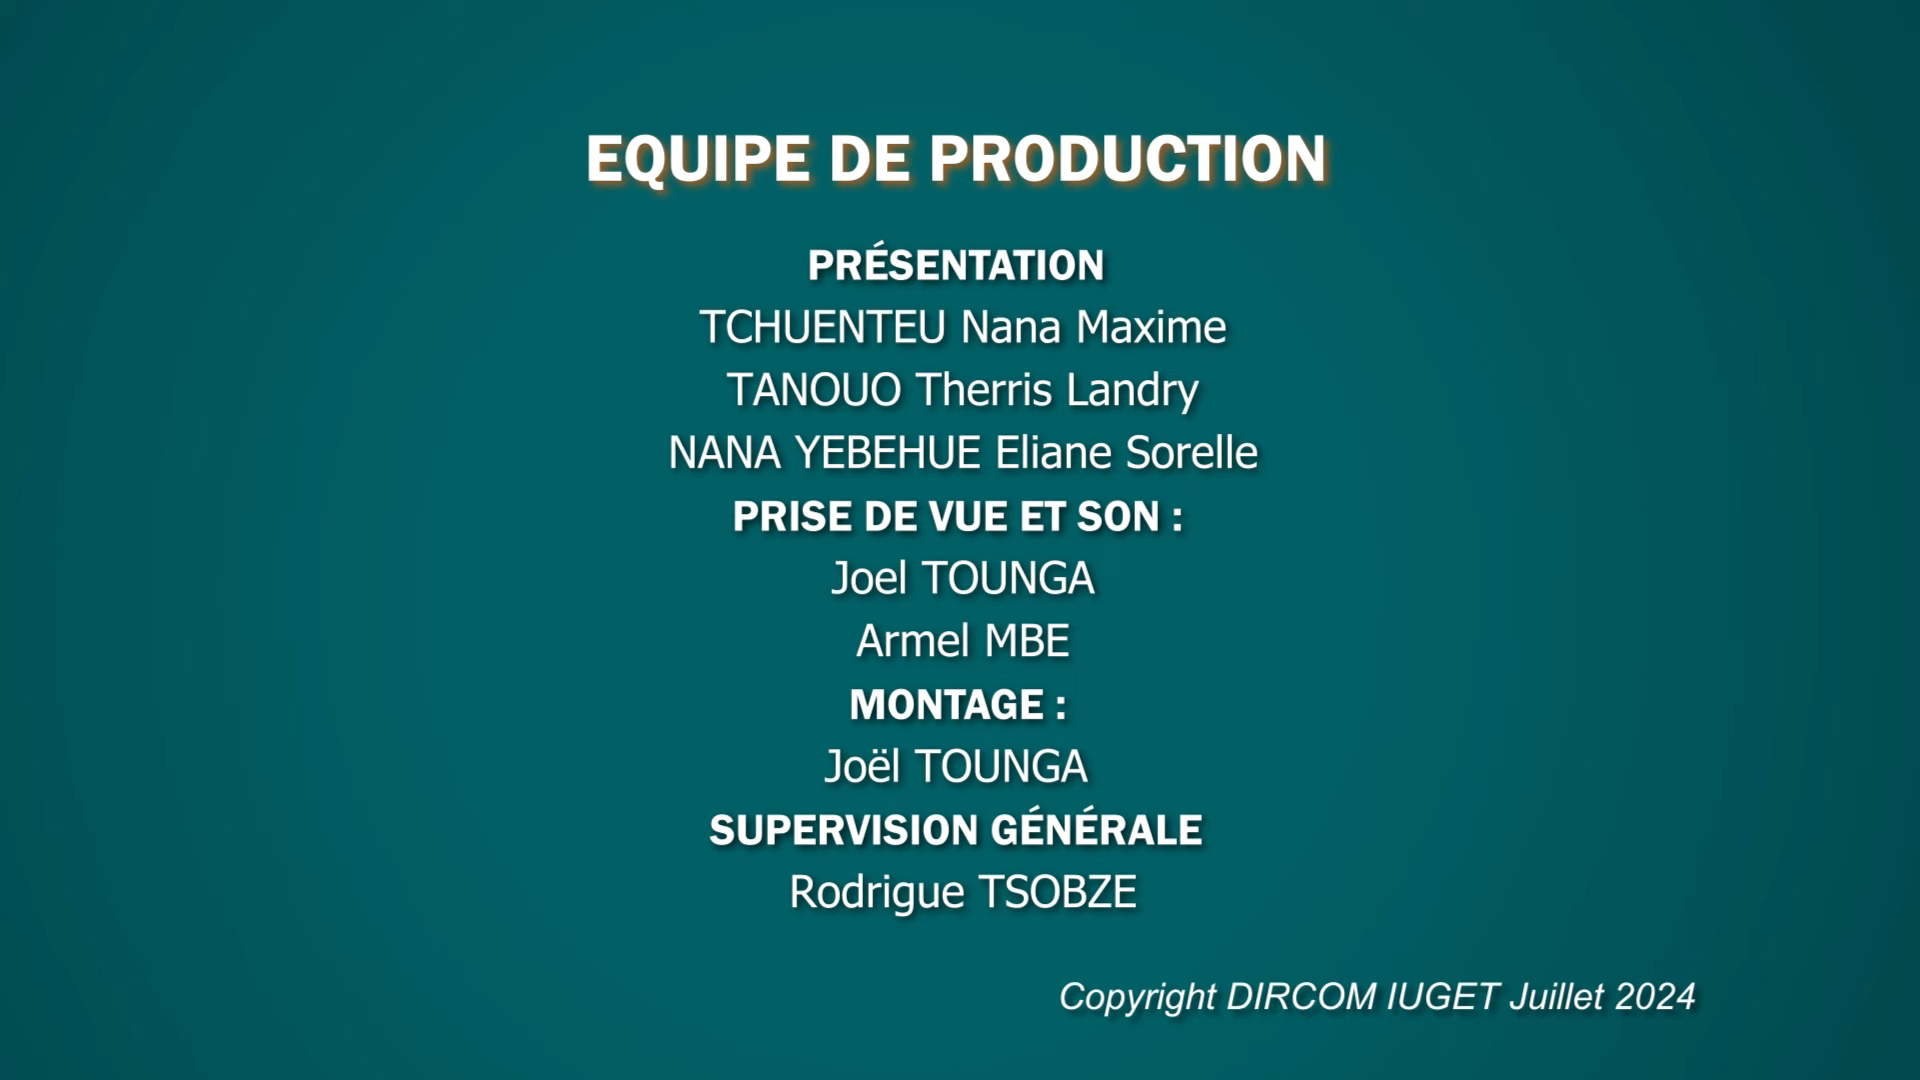 EQUIPE DE PRODUCTION
PRÉSENTATION
TCHUENTEU Nana Maxime
TANOUO Therris Landry
NANA YEBEHUE Eliane Sorelle
PRISE DE VUE ET SON :
Joel TOUNGA
Armel MBE
MONTAGE :
Joël TOUNGA
SUPERVISION GÉNÉRALE
Rodrigue TSOBZE
Copyright DIRCOM IUGET Juillet 2024